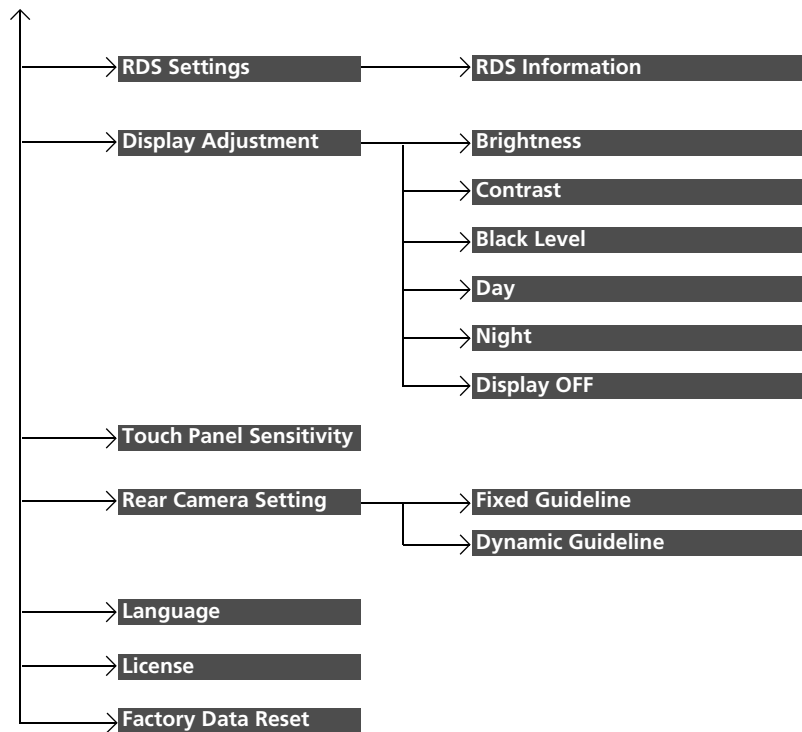 RDS Settings
RDS Information
Display Adjustment
Brightness
Contrast
Black Level
Day
Night
Display OFF
Touch Panel Sensitivity
Rear Camera Setting
Fixed Guideline
Dynamic Guideline
Language
License
Factory Data Reset